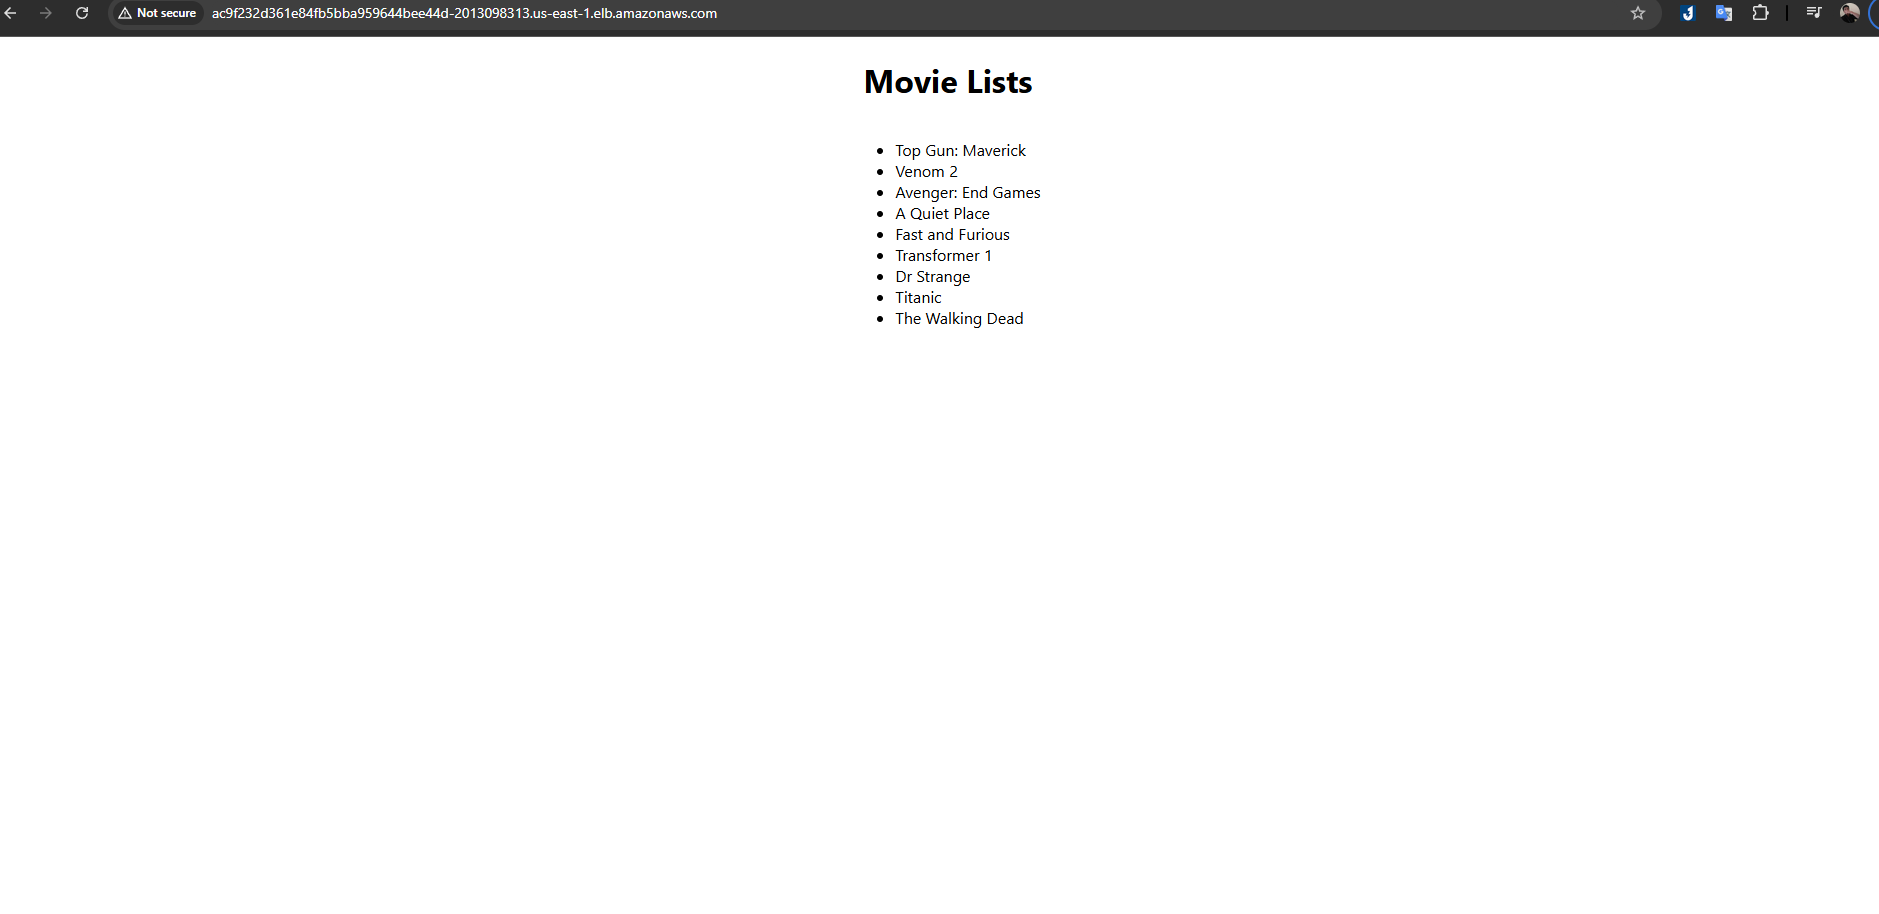 Not secure ac9f232d361e84fb5bba959644bee44d-2013098313.us-east-1.elb.amazonaws.com
Movie Lists
Top Gun: Maverick
Venom 2
Avenger: End Games
A Quiet Place
Fast and Furious
Transformer 1
Dr Strange
Titanic
The Walking Dead